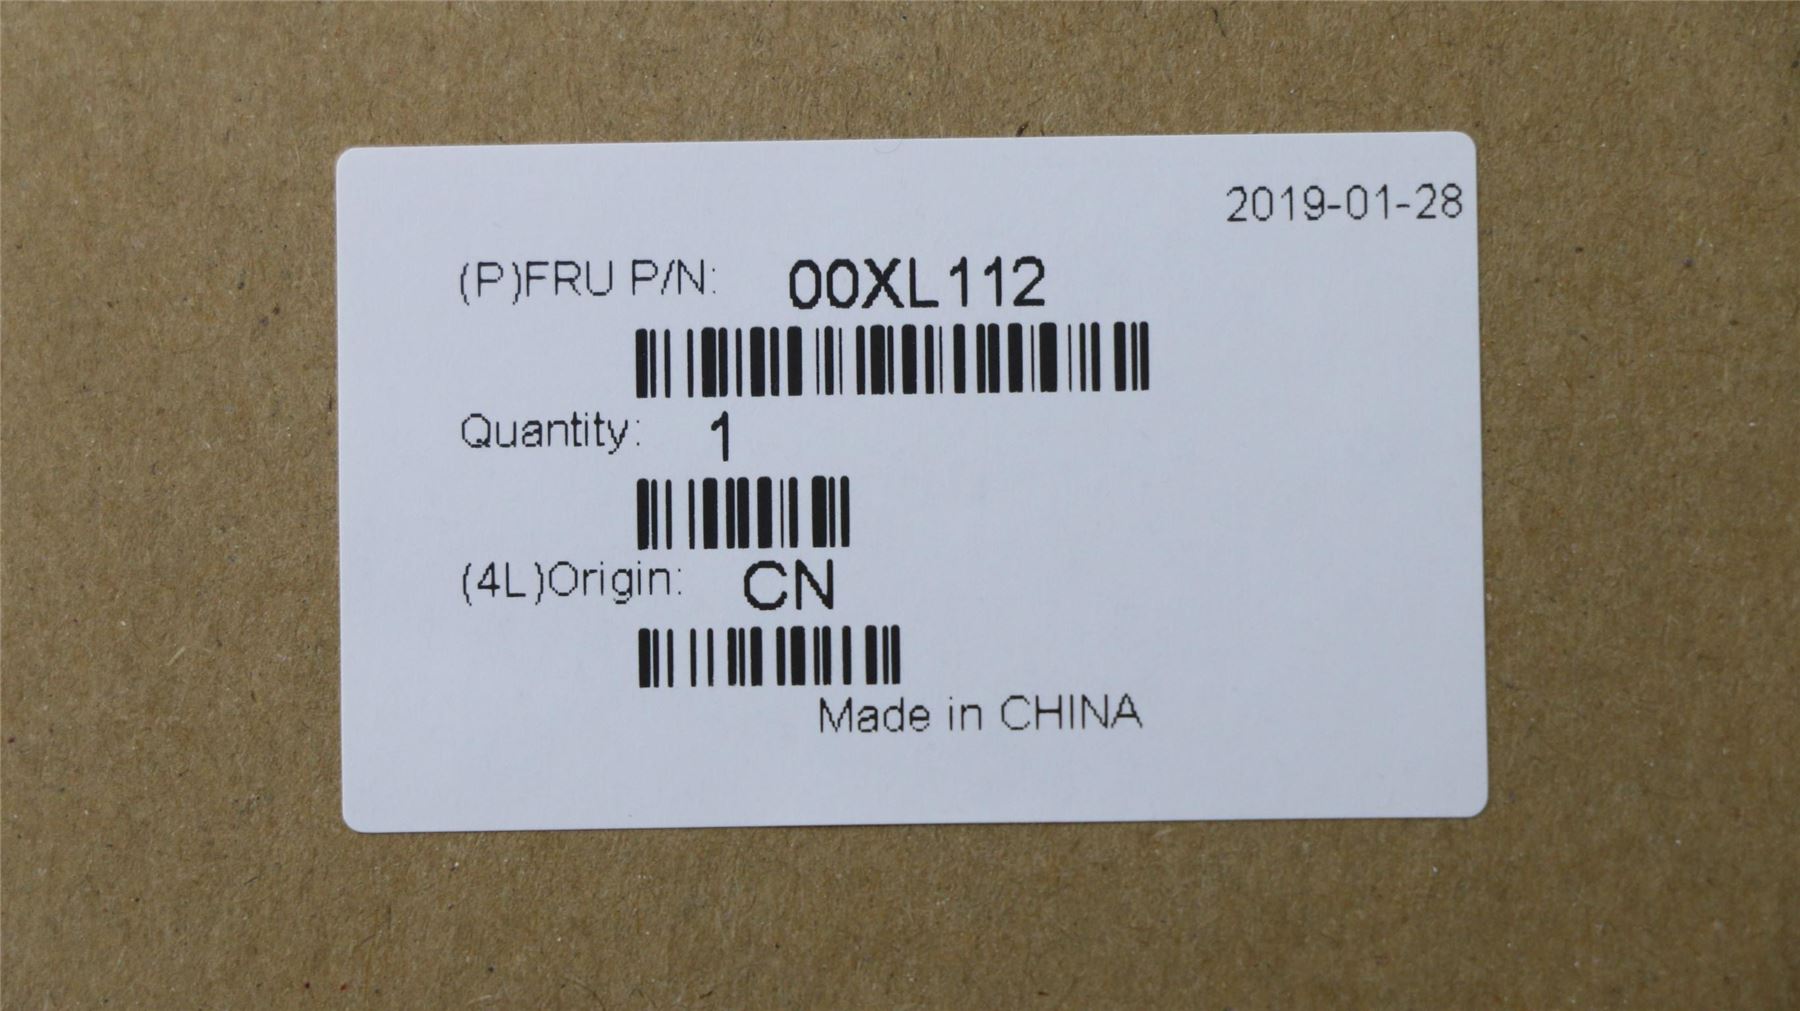 2019-01-28
(P)FRU P/N: 00XL112
Quantity: 1
(4L)Origin: CN
Made in CHINA